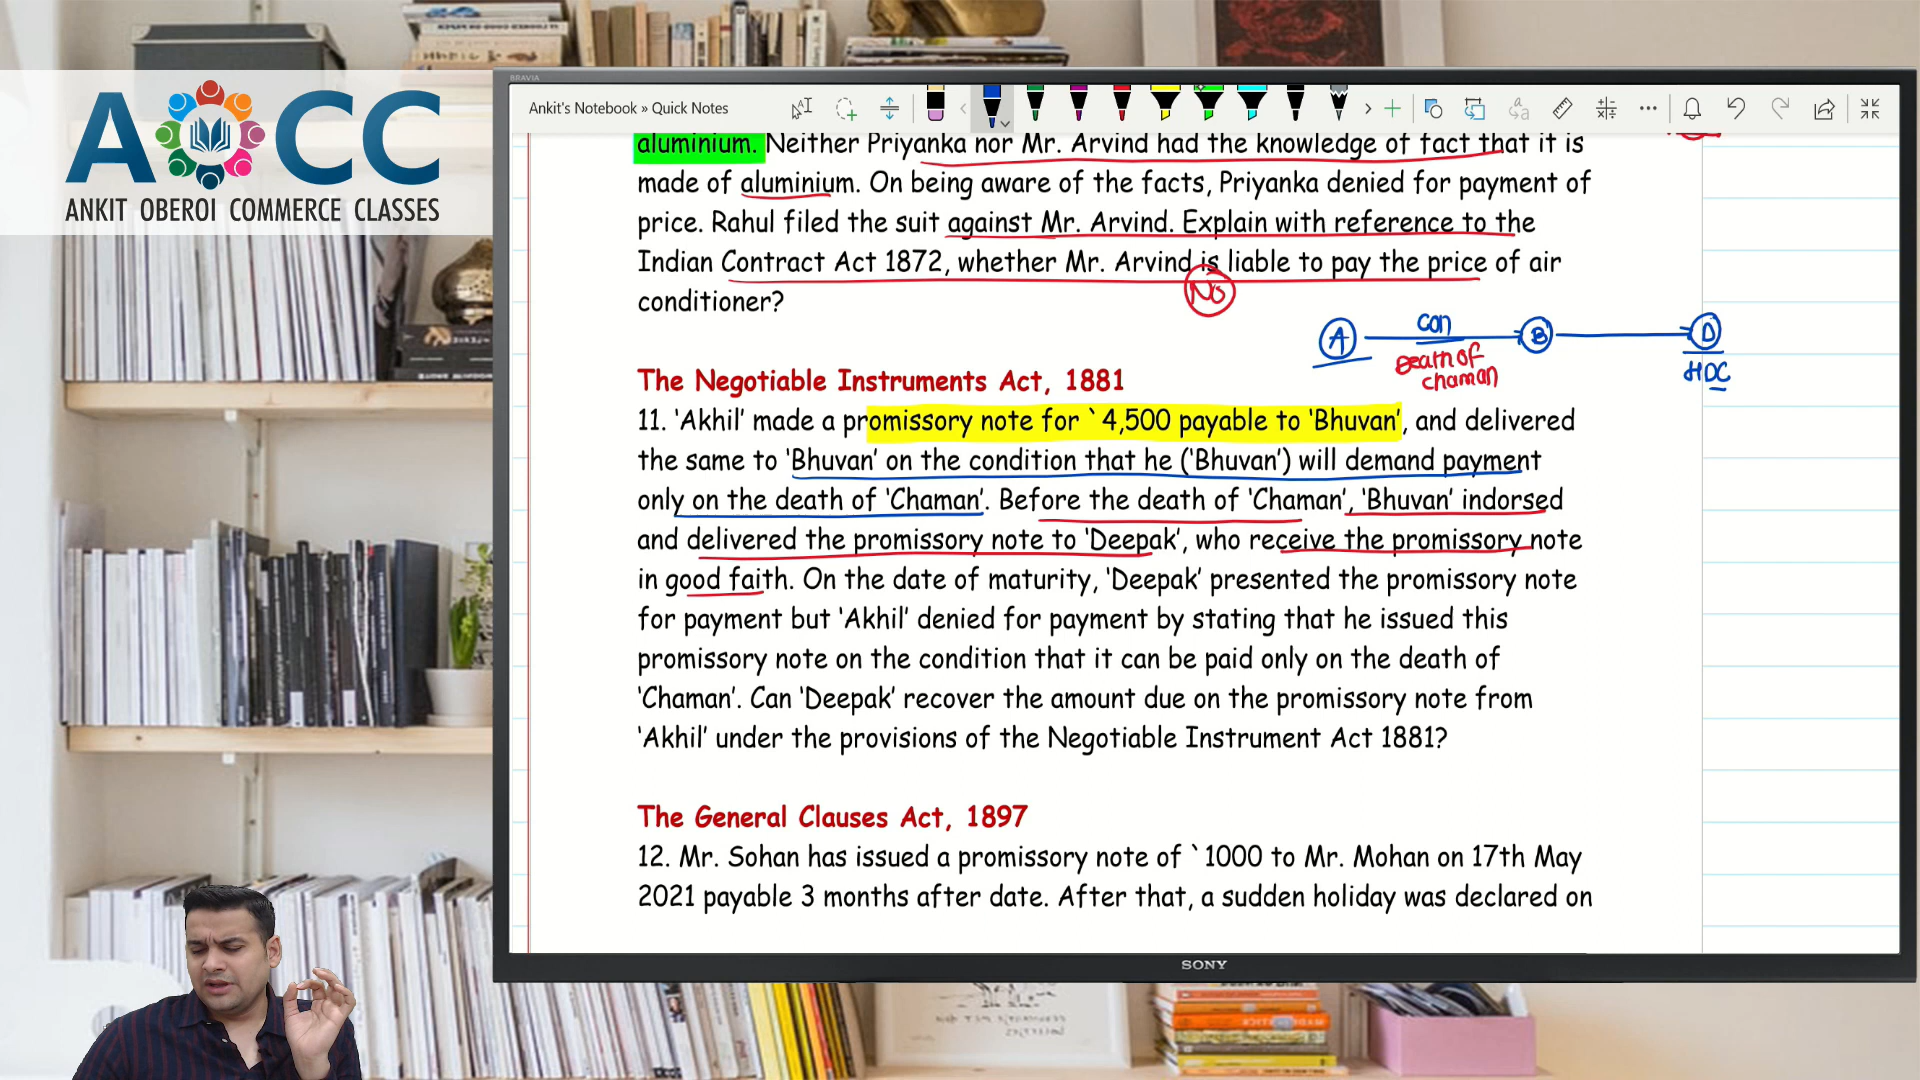 BRAVIA
AOCC
ANKIT OBEROI COMMERCE CLASSES
Ankit's Notebook » Quick Notes
aluminium. Neither Priyanka nor Mr. Arvind had the knowledge of fact that it is
made of aluminium. On being aware of the facts, Priyanka denied for payment of
price. Rahul filed the suit against Mr. Arvind. Explain with reference to the
Indian Contract Act 1872, whether Mr. Arvind is liable to pay the price of air
conditioner?
No
A con B D
Death of
chaman
HDC
The Negotiable Instruments Act, 1881
11. ‘Akhil’ made a promissory note for `4,500 payable to ‘Bhuvan’, and delivered
the same to ‘Bhuvan’ on the condition that he (‘Bhuvan’) will demand payment
only on the death of ‘Chaman’. Before the death of ‘Chaman’, ‘Bhuvan’ indorsed
and delivered the promissory note to ‘Deepak’, who receive the promissory note
in good faith. On the date of maturity, ‘Deepak’ presented the promissory note
for payment but ‘Akhil’ denied for payment by stating that he issued this
promissory note on the condition that it can be paid only on the death of
‘Chaman’. Can ‘Deepak’ recover the amount due on the promissory note from
‘Akhil’ under the provisions of the Negotiable Instrument Act 1881?
The General Clauses Act, 1897
12. Mr. Sohan has issued a promissory note of `1000 to Mr. Mohan on 17th May
2021 payable 3 months after date. After that, a sudden holiday was declared on
SONY